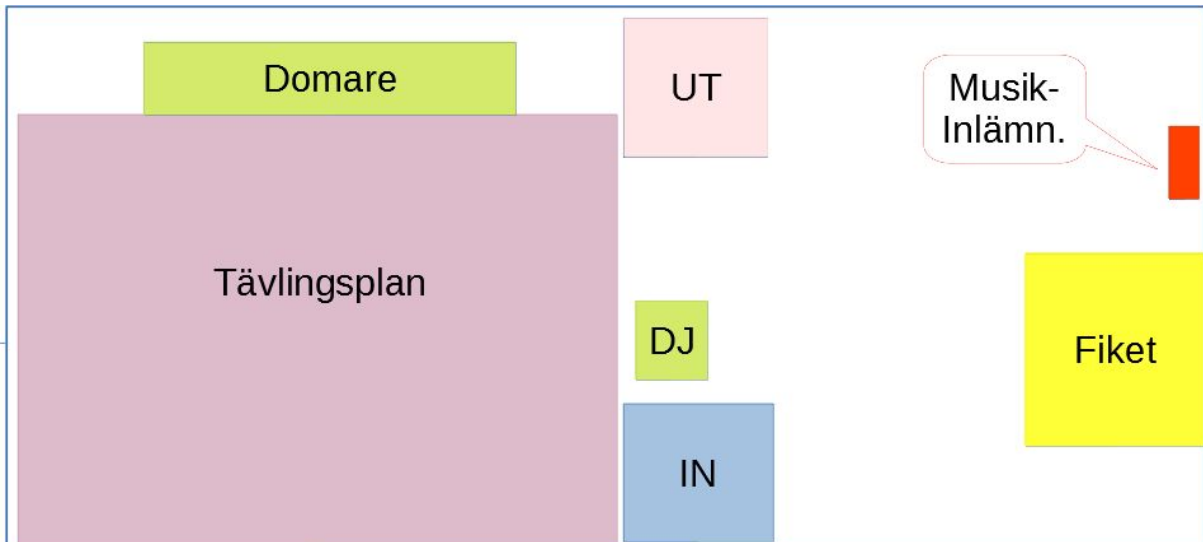 Domare
UT
Musik-
Inlämn.
Tävlingsplan
DJ
Fiket
IN